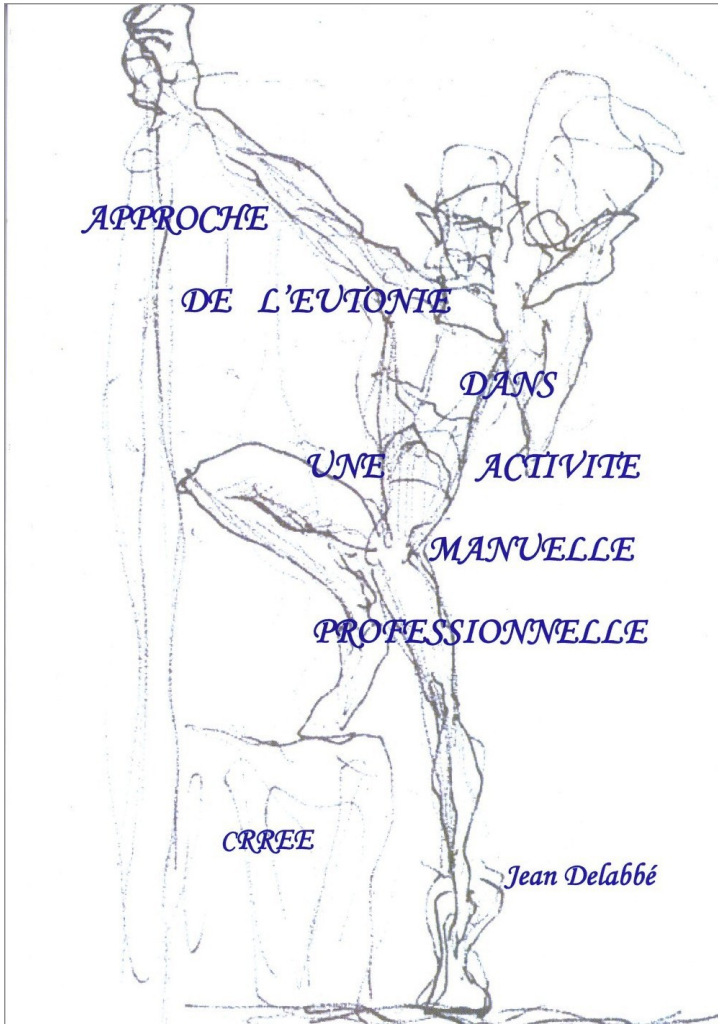 APPROCHE
DE L'EUTONIE
DANS
UNE ACTIVITE
MANUELLE
PROFESSIONNELLE
CRREE
Jean Delabbé